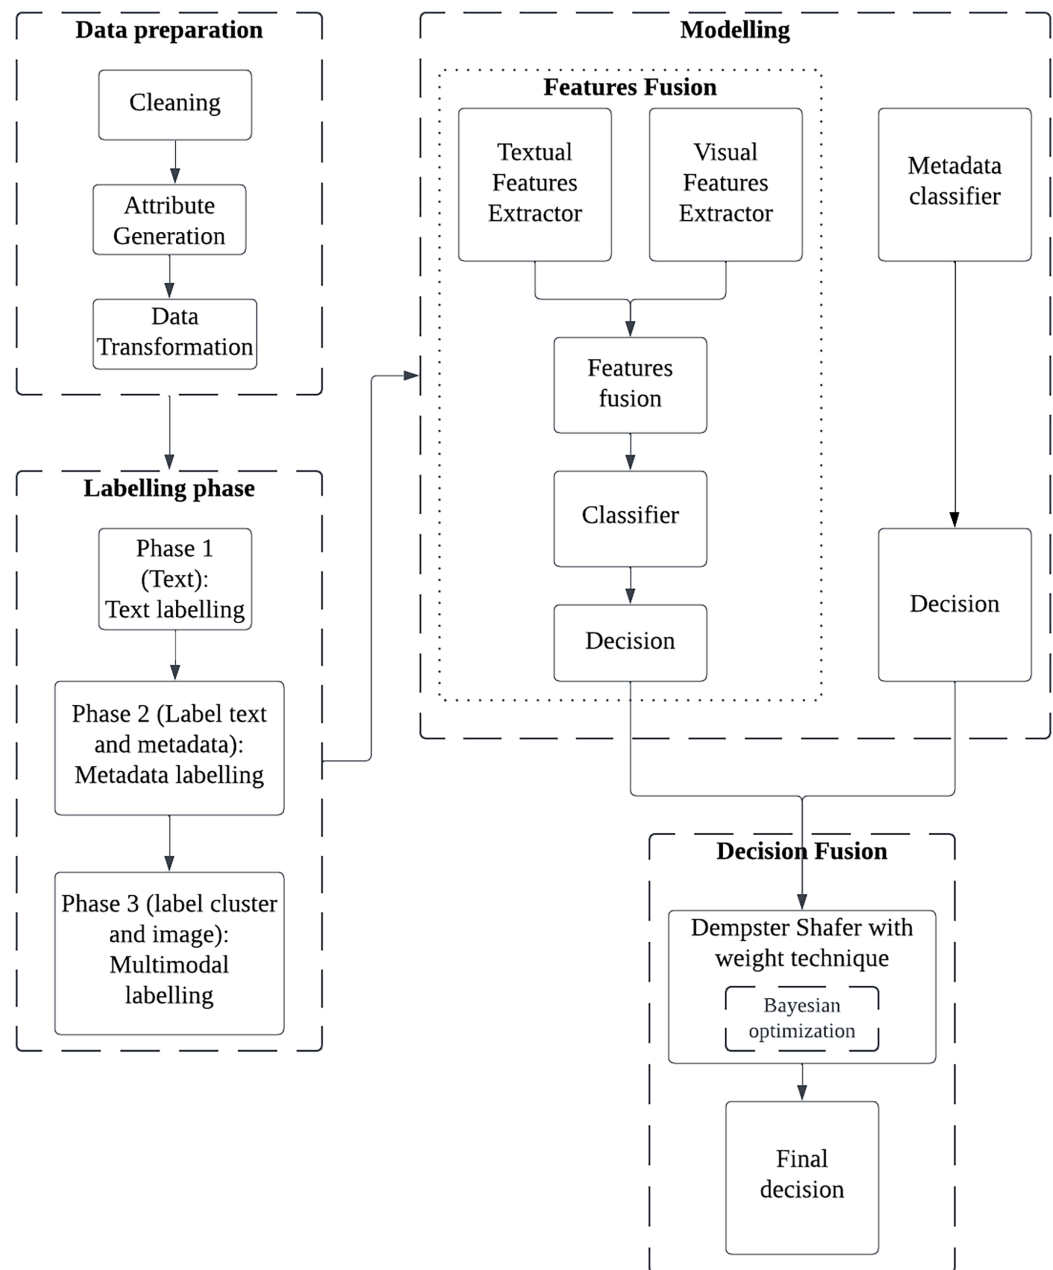 Data preparation
Cleaning
Attribute
Generation
Data
Transformation
Labelling phase
Phase 1
(Text):
Text labelling
Phase 2 (Label text
and metadata):
Metadata labelling
Phase 3 (label cluster
and image):
Multimodal
labelling
Modelling
Features Fusion
Textual
Features
Extractor
Visual
Features
Extractor
Metadata
classifier
Features
fusion
Classifier
Decision
Decision
Decision Fusion
Dempster Shafer with
weight technique
Bayesian
optimization
Final
decision